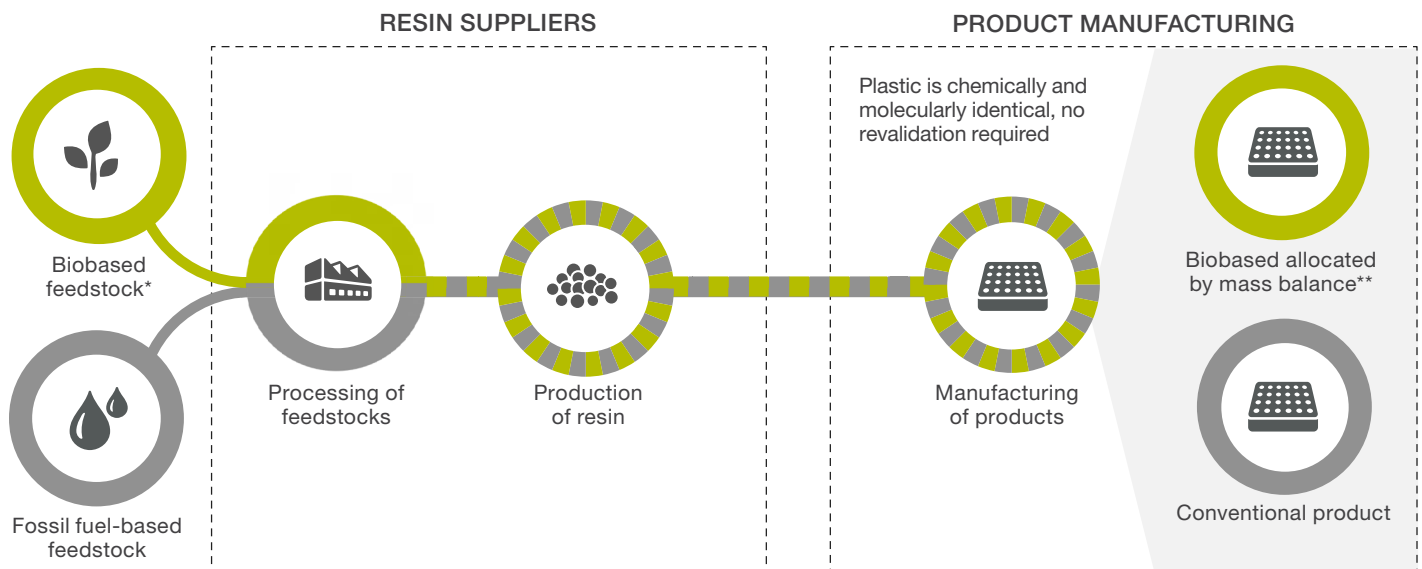 RESIN SUPPLIERS
PRODUCT MANUFACTURING
Plastic is chemically and
molecularly identical, no
revalidation required
Biobased
feedstock*
Fossil fuel-based
feedstock
Processing of
feedstocks
Production
of resin
Manufacturing
of products
Biobased allocated
by mass balance**
Conventional product